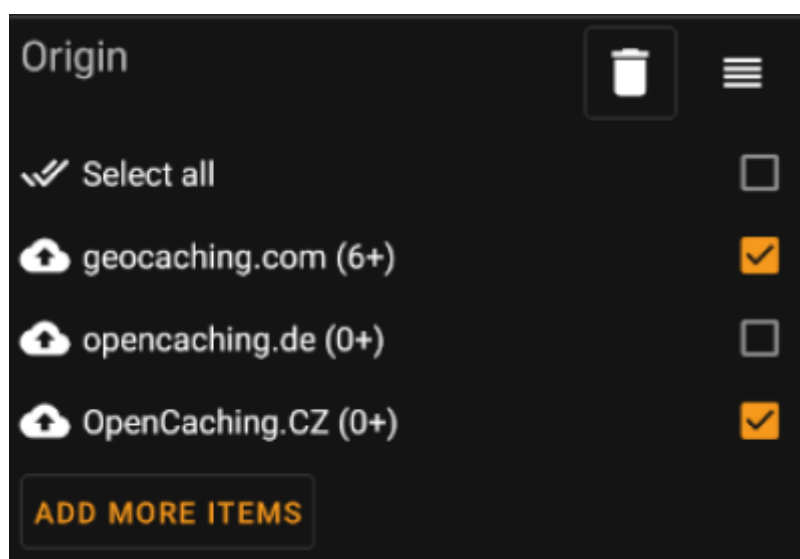 Origin
Select all
geocaching.com (6+)
opencaching.de (0+)
OpenCaching.CZ (0+)
ADD MORE ITEMS